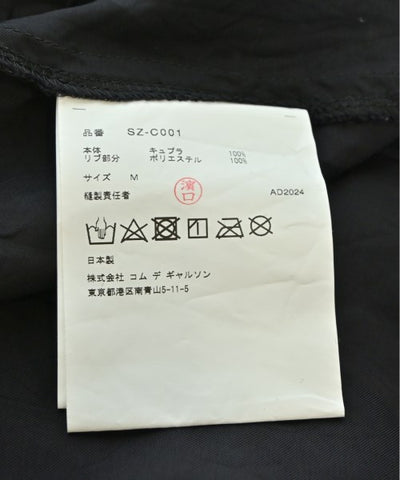 品番 SZ-C001
本体 キュプラ 100%
リブ部分 ポリエステル 100%
サイズ M
縫製責任者 濱口 AD2024
日本製
株式会社 コム デ ギャルソン
東京都港区南青山5-11-5